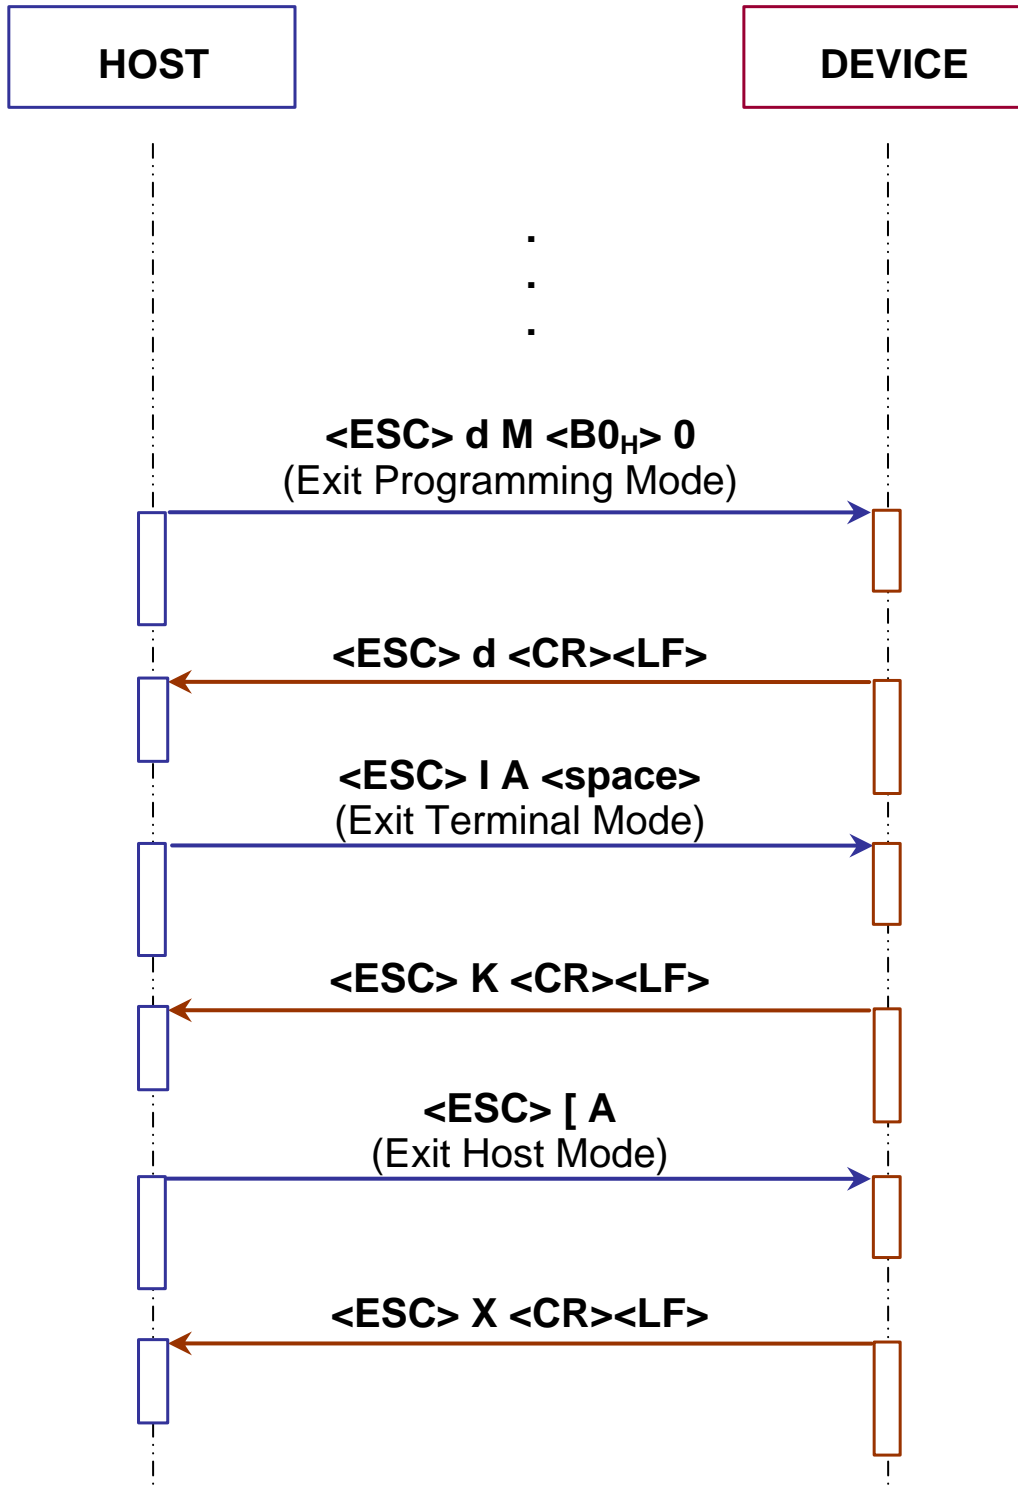 HOST
DEVICE
.
.
.
<ESC> d M <B0H> 0
(Exit Programming Mode)
<ESC> d <CR><LF>
<ESC> I A <space>
(Exit Terminal Mode)
<ESC> K <CR><LF>
<ESC> [ A
(Exit Host Mode)
<ESC> X <CR><LF>